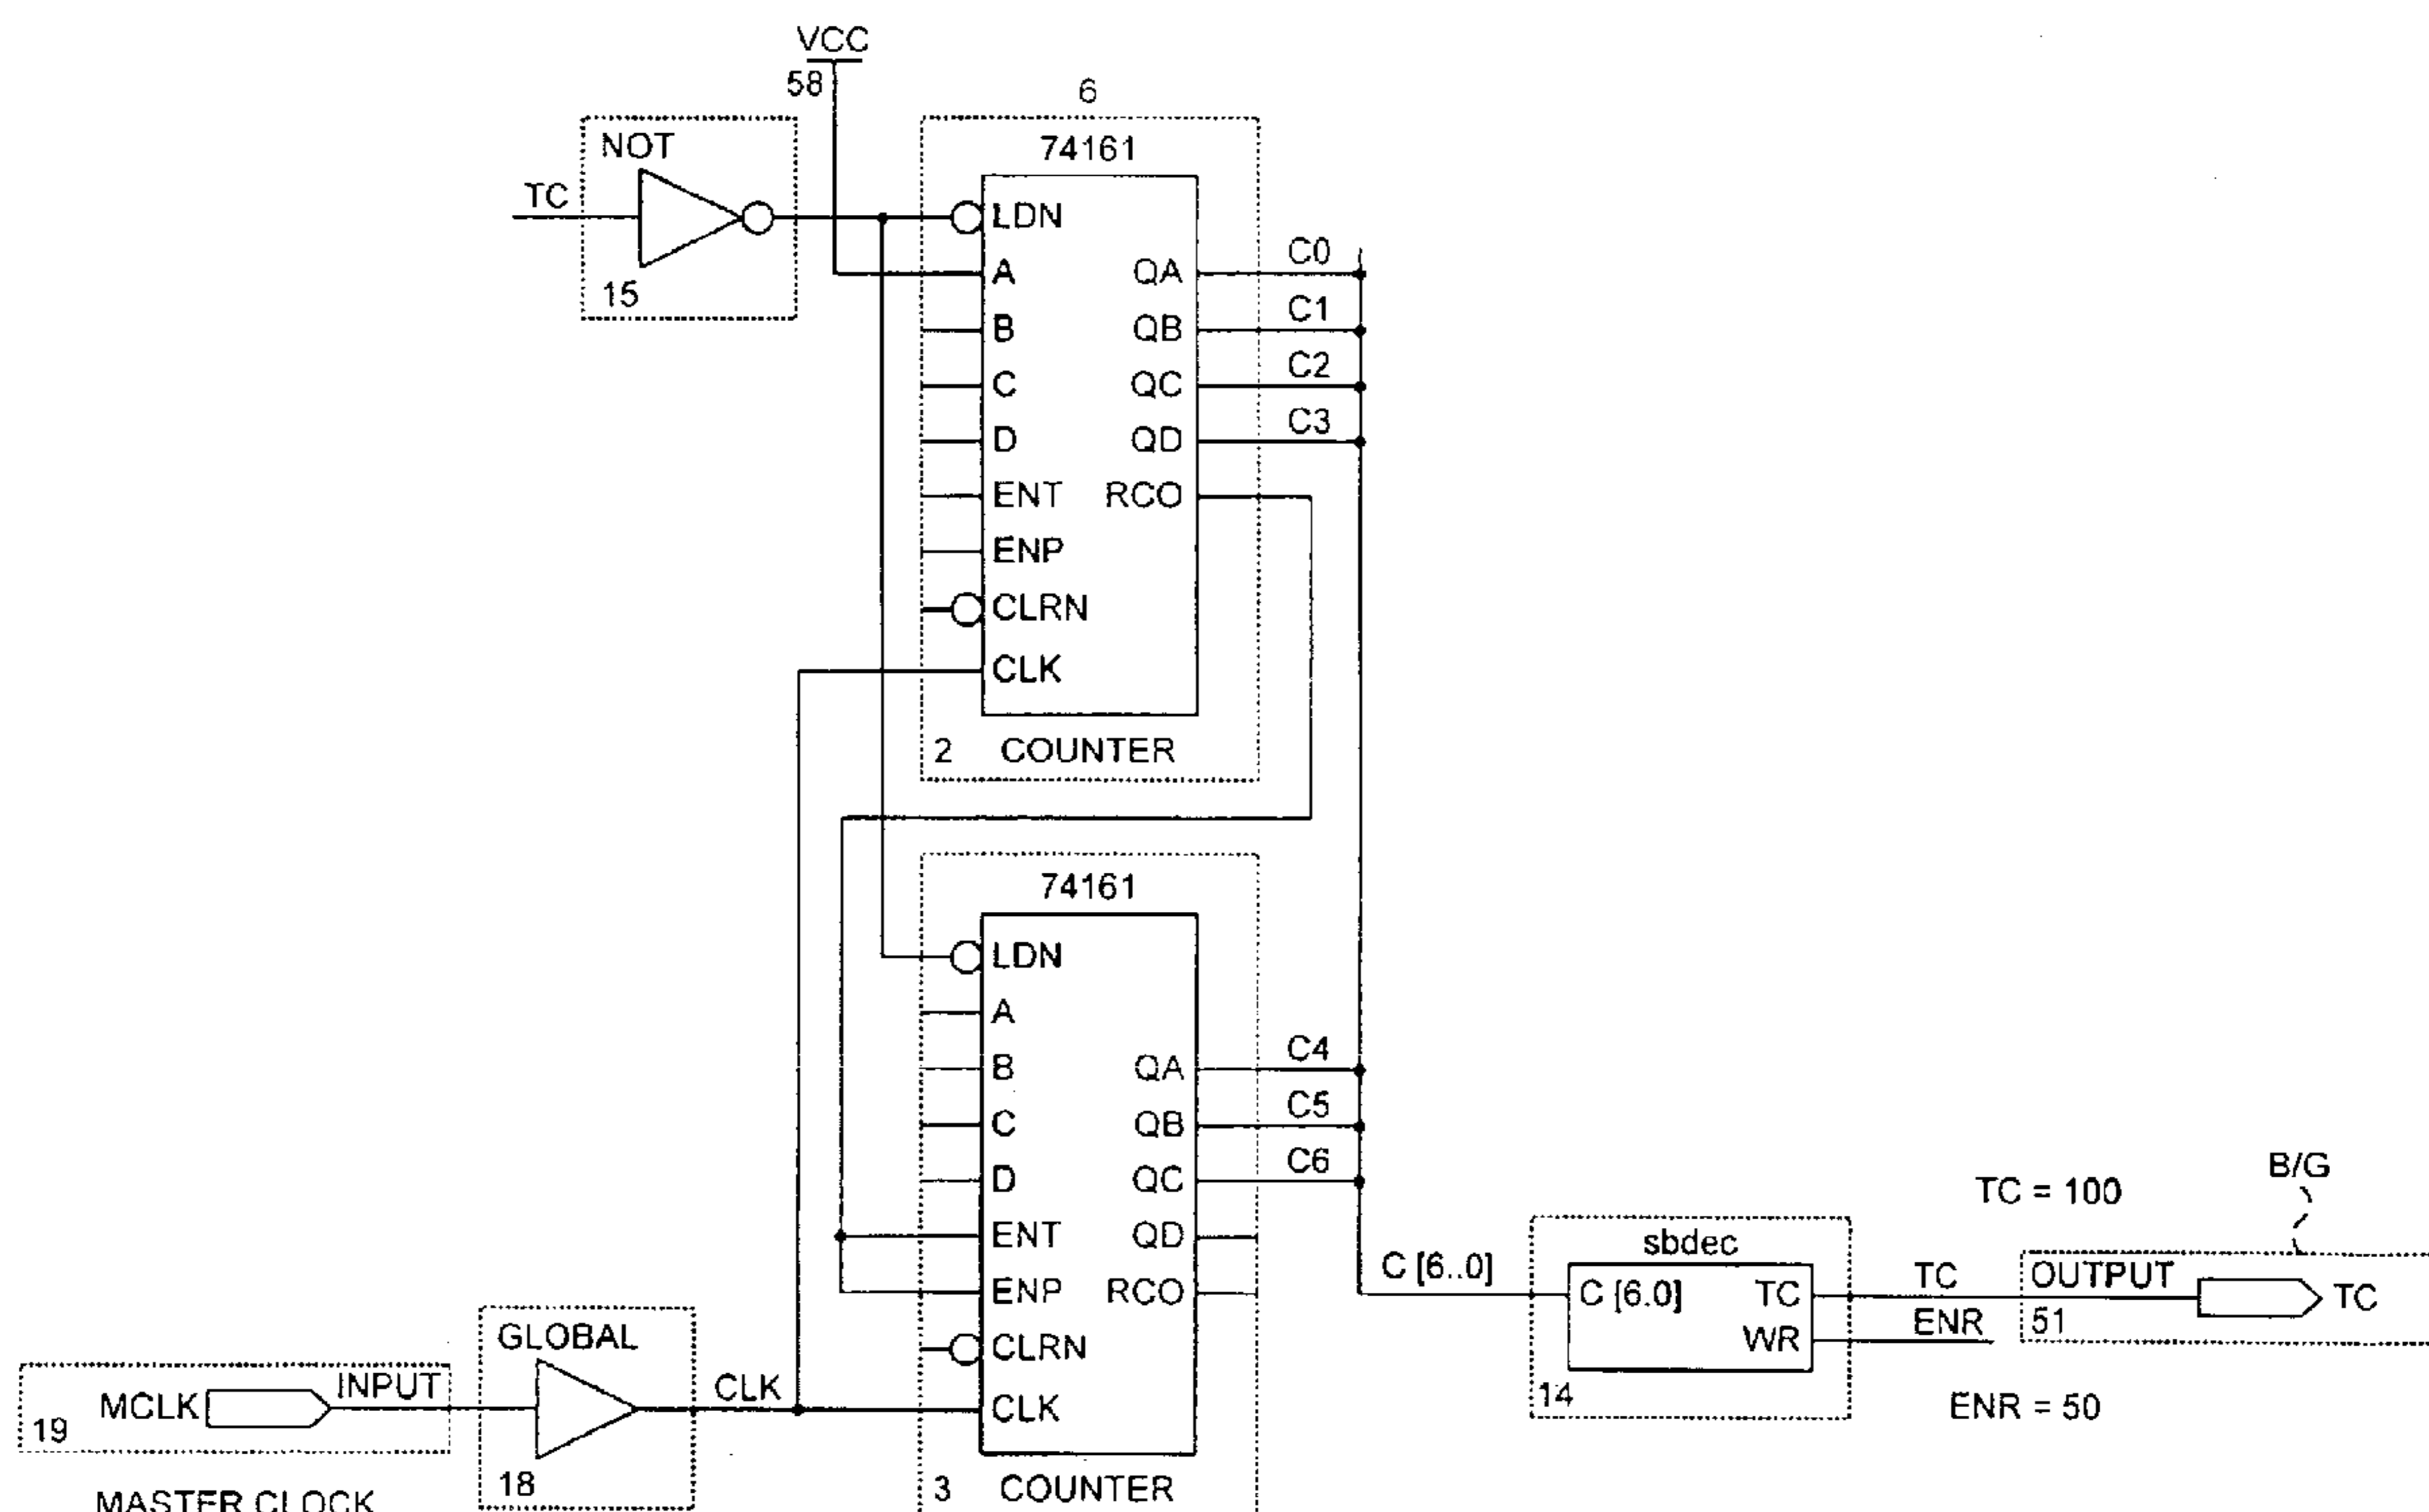 VCC
58
6
NOT
TC
15
74161
LDN
A
B
C
D
ENT
ENP
CLRN
CLK
QA
QB
QC
QD
RCO
C0
C1
C2
C3
2 COUNTER
74161
LDN
A
B
C
D
ENT
ENP
CLRN
CLK
QA
QB
QC
QD
RCO
C4
C5
C6
3 COUNTER
C [6..0]
sbdec
C [6.0]
TC
WR
14
TC
ENR
TC = 100
ENR = 50
B/G
OUTPUT
51
TC
MCLK
INPUT
19
MASTER CLOCK
GLOBAL
18
CLK